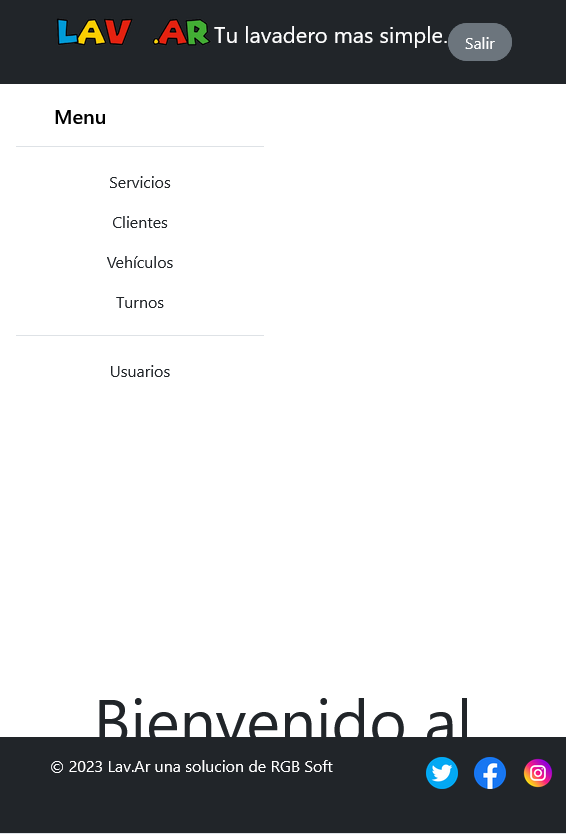 LAV .AR Tu lavadero mas simple. Salir
Menu
Servicios
Clientes
Vehículos
Turnos
Usuarios
Bienvenido al
© 2023 Lav.Ar una solucion de RGB Soft